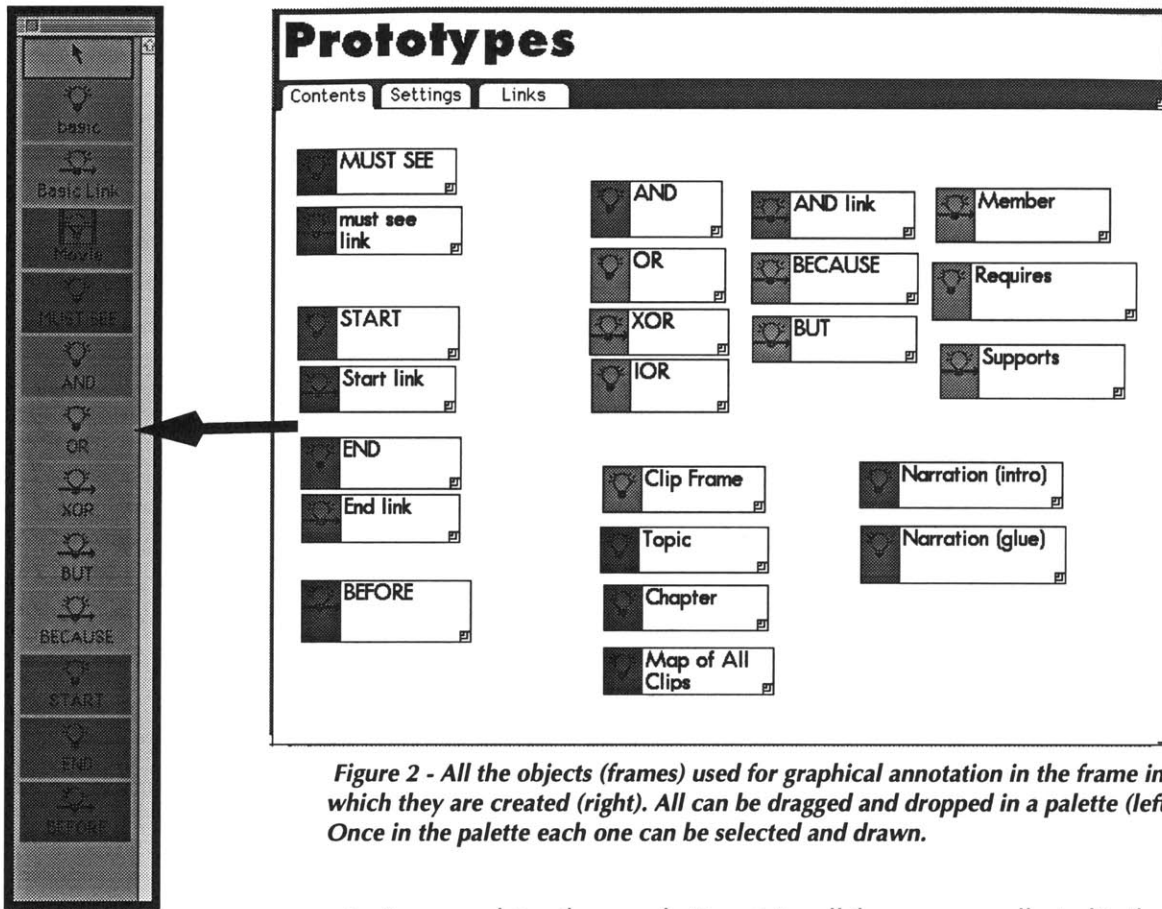 basic
Basic Link
Movie
MUST SEE
AND
OR
XOR
BUT
BECAUSE
START
END
BEFORE
Prototypes
Contents Settings Links
MUST SEE
must see
link
START
Start link
END
End link
BEFORE
AND
OR
XOR
IOR
AND link
BECAUSE
BUT
Member
Requires
Supports
Clip Frame
Topic
Chapter
Map of All
Clips
Narration (intro)
Narration (glue)
Figure 2 - All the objects (frames) used for graphical annotation in the frame in
which they are created (right). All can be dragged and dropped in a palette (left
Once in the palette each one can be selected and drawn.